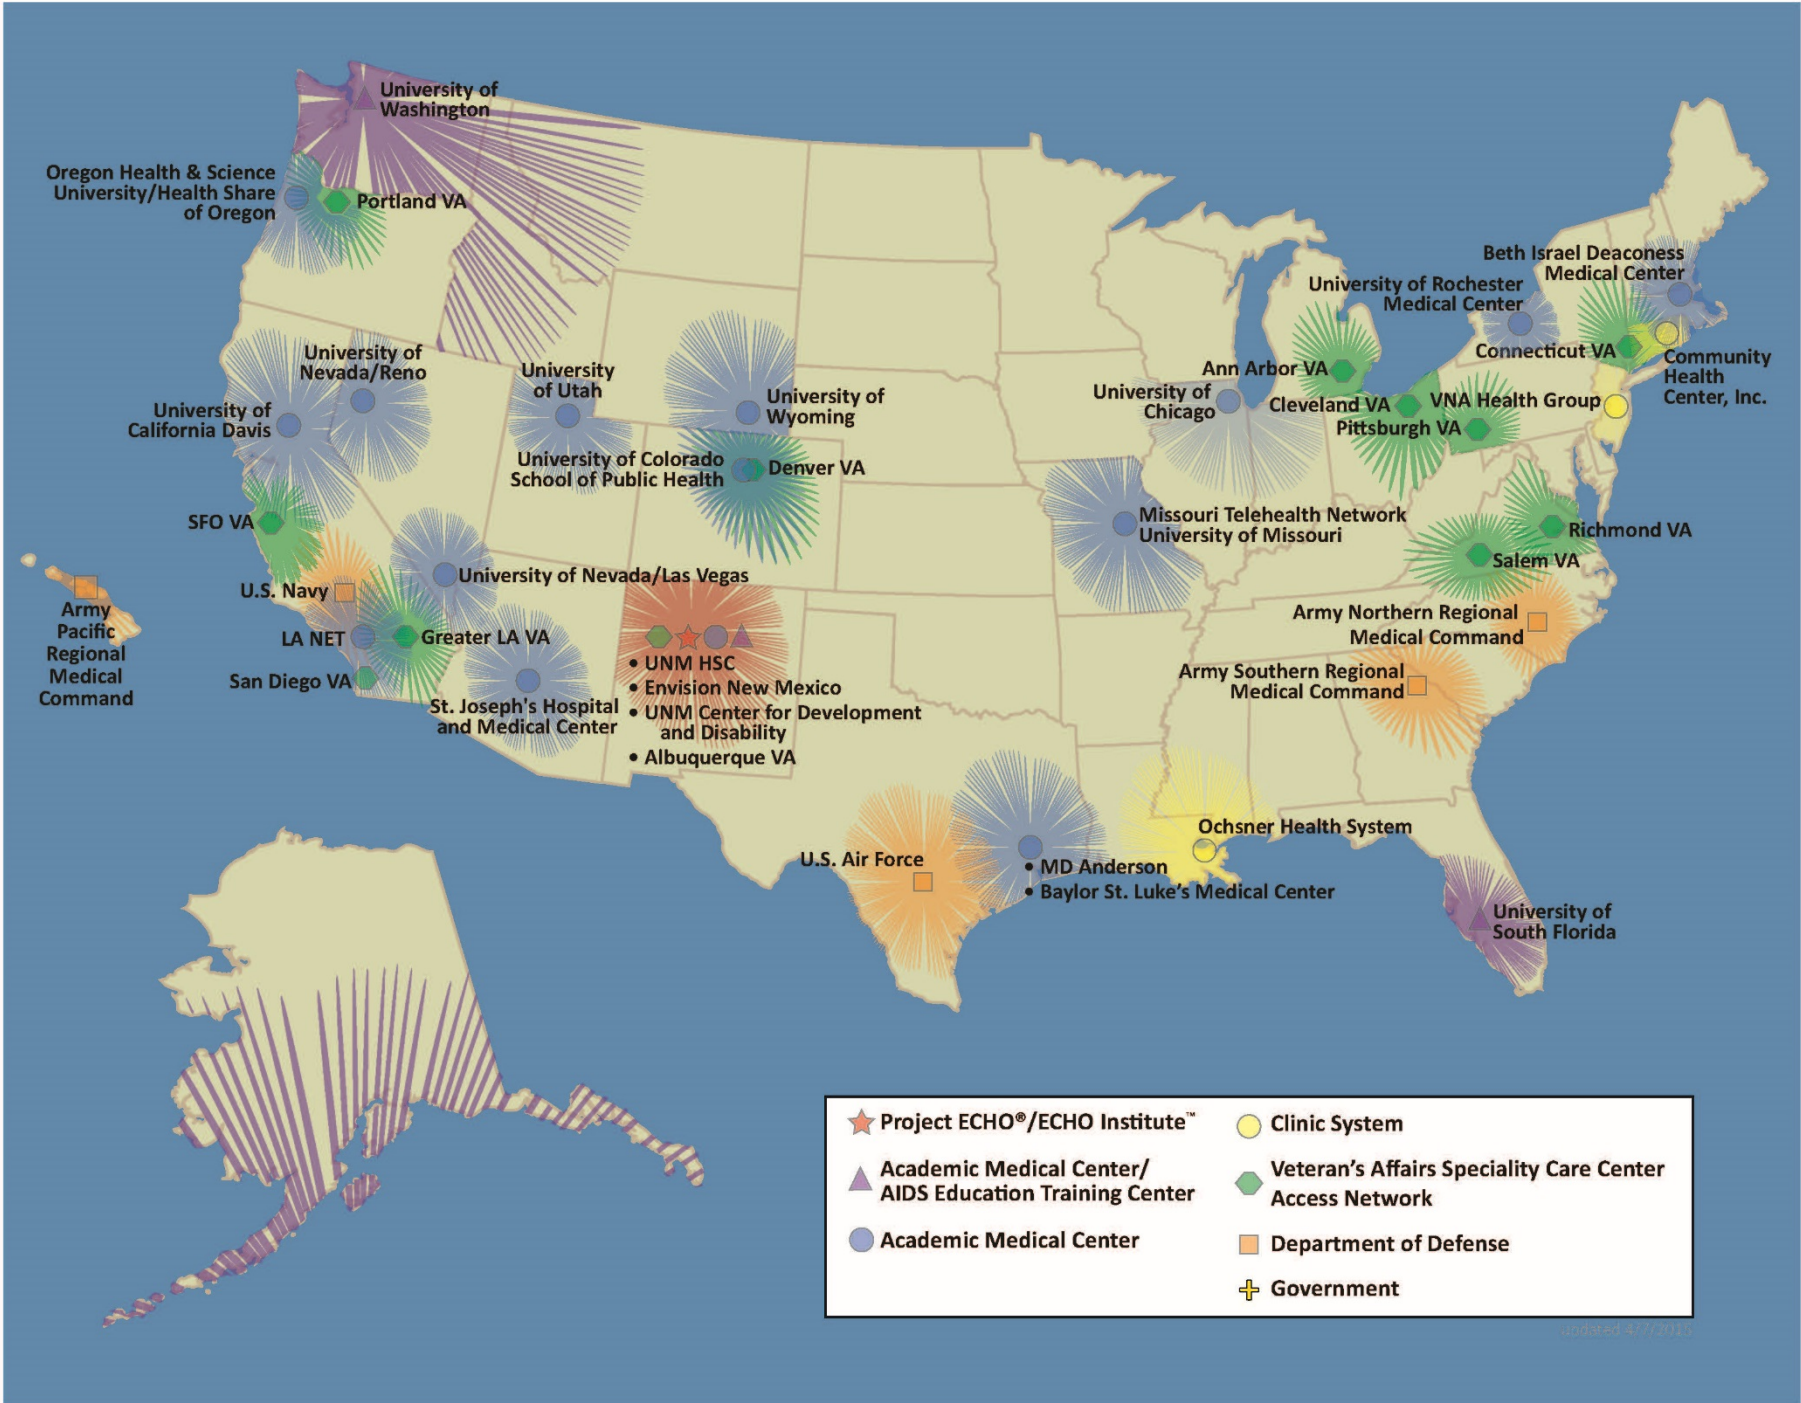 University of
Washington
Oregon Health & Science
University/Health Share
of Oregon
Portland VA
Beth Israel Deaconess
Medical Center
University of Rochester
Medical Center
Connecticut VA
Community
Health
Center, Inc.
Ann Arbor VA
University of
Nevada/Reno
University
of Utah
University of
Wyoming
University of
Chicago
Cleveland VA
VNA Health Group
Pittsburgh VA
University of
California Davis
University of Colorado
School of Public Health
Denver VA
SFO VA
Missouri Telehealth Network
University of Missouri
Richmond VA
Salem VA
U.S. Navy
University of Nevada/Las Vegas
Army
Pacific
Regional
Medical
Command
LA NET
Greater LA VA
San Diego VA
St. Joseph's Hospital
and Medical Center
• UNM HSC
• Envision New Mexico
• UNM Center for Development
and Disability
• Albuquerque VA
Army Northern Regional
Medical Command
Army Southern Regional
Medical Command
U.S. Air Force
• MD Anderson
• Baylor St. Luke's Medical Center
Ochsner Health System
University of
South Florida
Project ECHO®/ECHO Institute™
Academic Medical Center/
AIDS Education Training Center
Academic Medical Center
Clinic System
Veteran's Affairs Speciality Care Center
Access Network
Department of Defense
Government
updated 4/7/2015